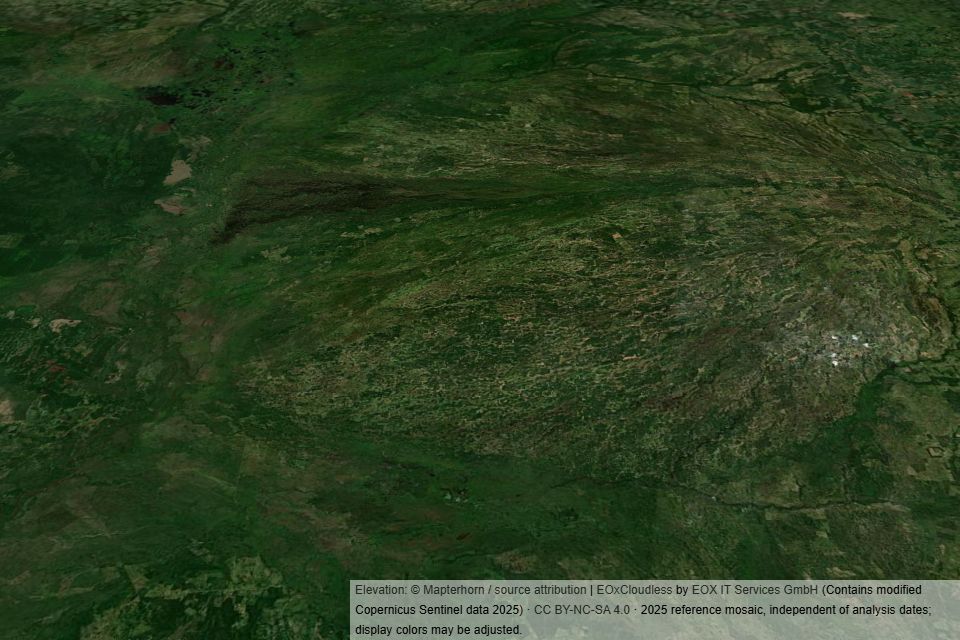 Elevation: © Mapterhorn / source attribution | EOxCloudless by EOX IT Services GmbH (Contains modified
Copernicus Sentinel data 2025) · CC BY-NC-SA 4.0 · 2025 reference mosaic, independent of analysis dates;
display colors may be adjusted.